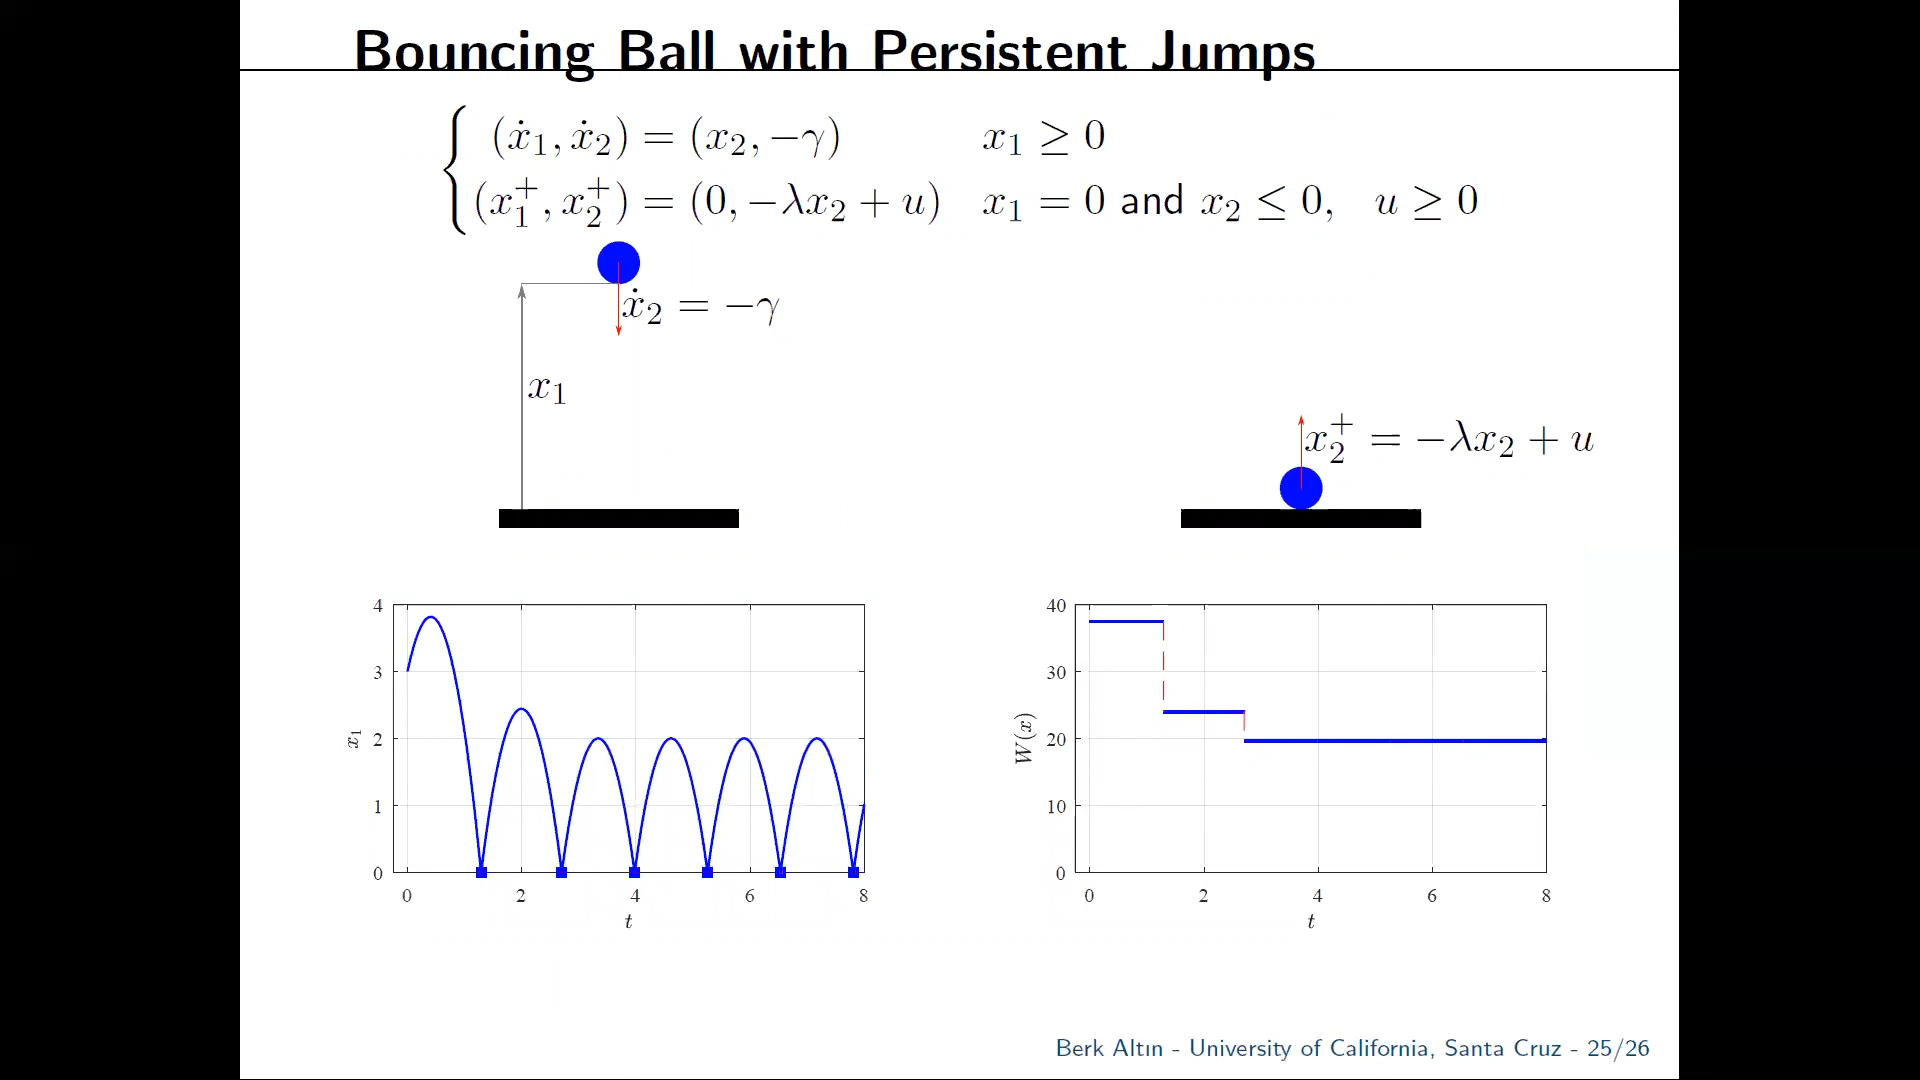 Bouncing Ball with Persistent Jumps
(ẋ₁, ẋ₂) = (x₂, −γ) x₁ ≥ 0
(x₁⁺, x₂⁺) = (0, −λx₂ + u) x₁ = 0 and x₂ ≤ 0, u ≥ 0
ẋ₂ = −γ
x₁
x₂⁺ = −λx₂ + u
4
3
2
1
0
x₁
0 2 4 6 8
t
40
30
20
10
0
W(x)
0 2 4 6 8
t
Berk Altın - University of California, Santa Cruz - 25/26